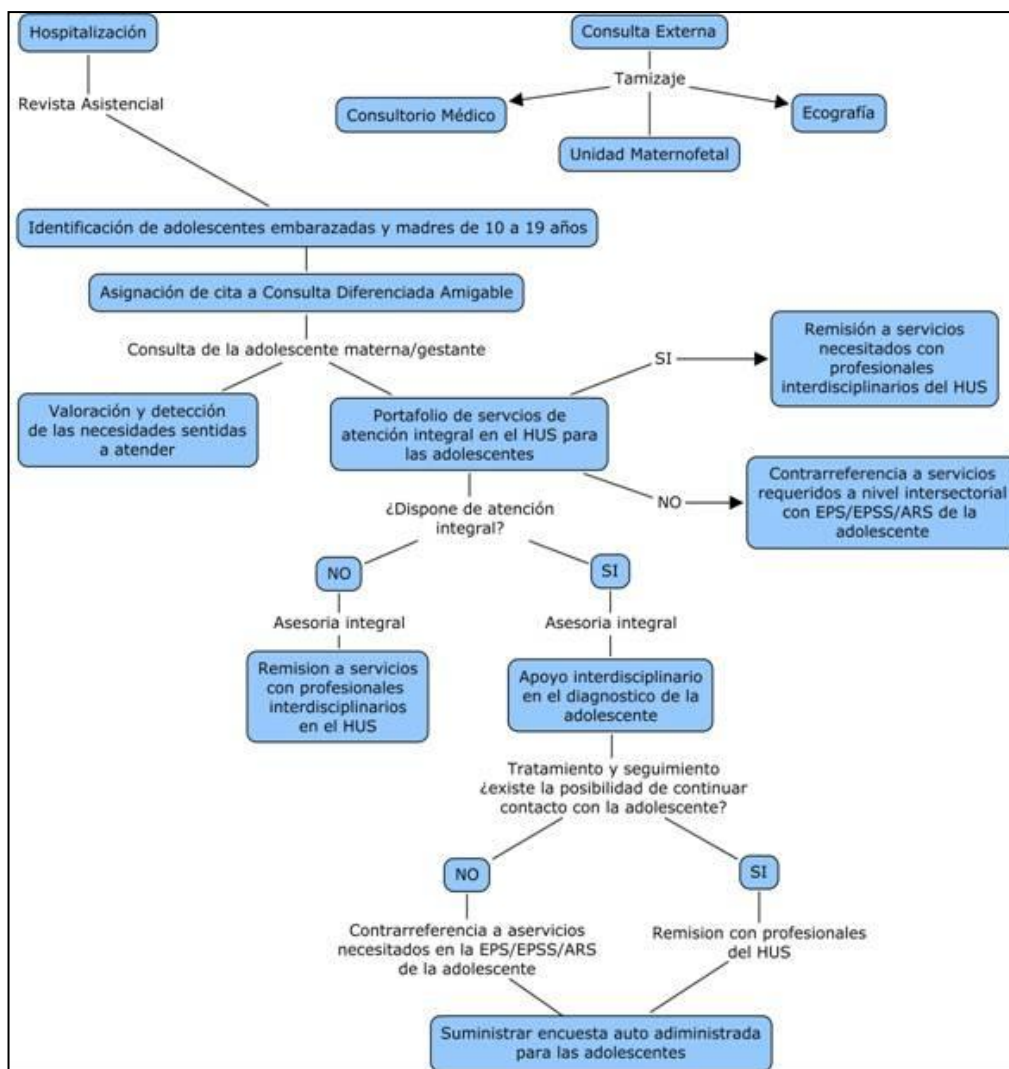 Hospitalización
Consulta Externa
Revista Asistencial
Tamizaje
Consultorio Médico
Ecografía
Unidad Maternofetal
Identificación de adolescentes embarazadas y madres de 10 a 19 años
Asignación de cita a Consulta Diferenciada Amigable
Consulta de la adolescente materna/gestante
SI
Remisión a servicios
necesitados con
profesionales
interdisciplinarios del HUS
Valoración y detección
de las necesidades sentidas
a atender
Portafolio de servcios de
atención integral en el HUS para
las adolescentes
NO
Contrarreferencia a servicios
requeridos a nivel intersectorial
con EPS/EPSS/ARS de la
adolescente
¿Dispone de atención
integral?
NO
SI
Asesoria integral
Asesoria integral
Remision a servicios
con profesionales
interdisciplinarios
en el HUS
Apoyo interdisciplinario
en el diagnostico de la
adolescente
Tratamiento y seguimiento
¿existe la posibilidad de continuar
contacto con la adolescente?
NO
SI
Contrarreferencia a aservicios
necesitados en la EPS/EPSS/ARS
de la adolescente
Remision con profesionales
del HUS
Suministrar encuesta auto adiministrada
para las adolescentes